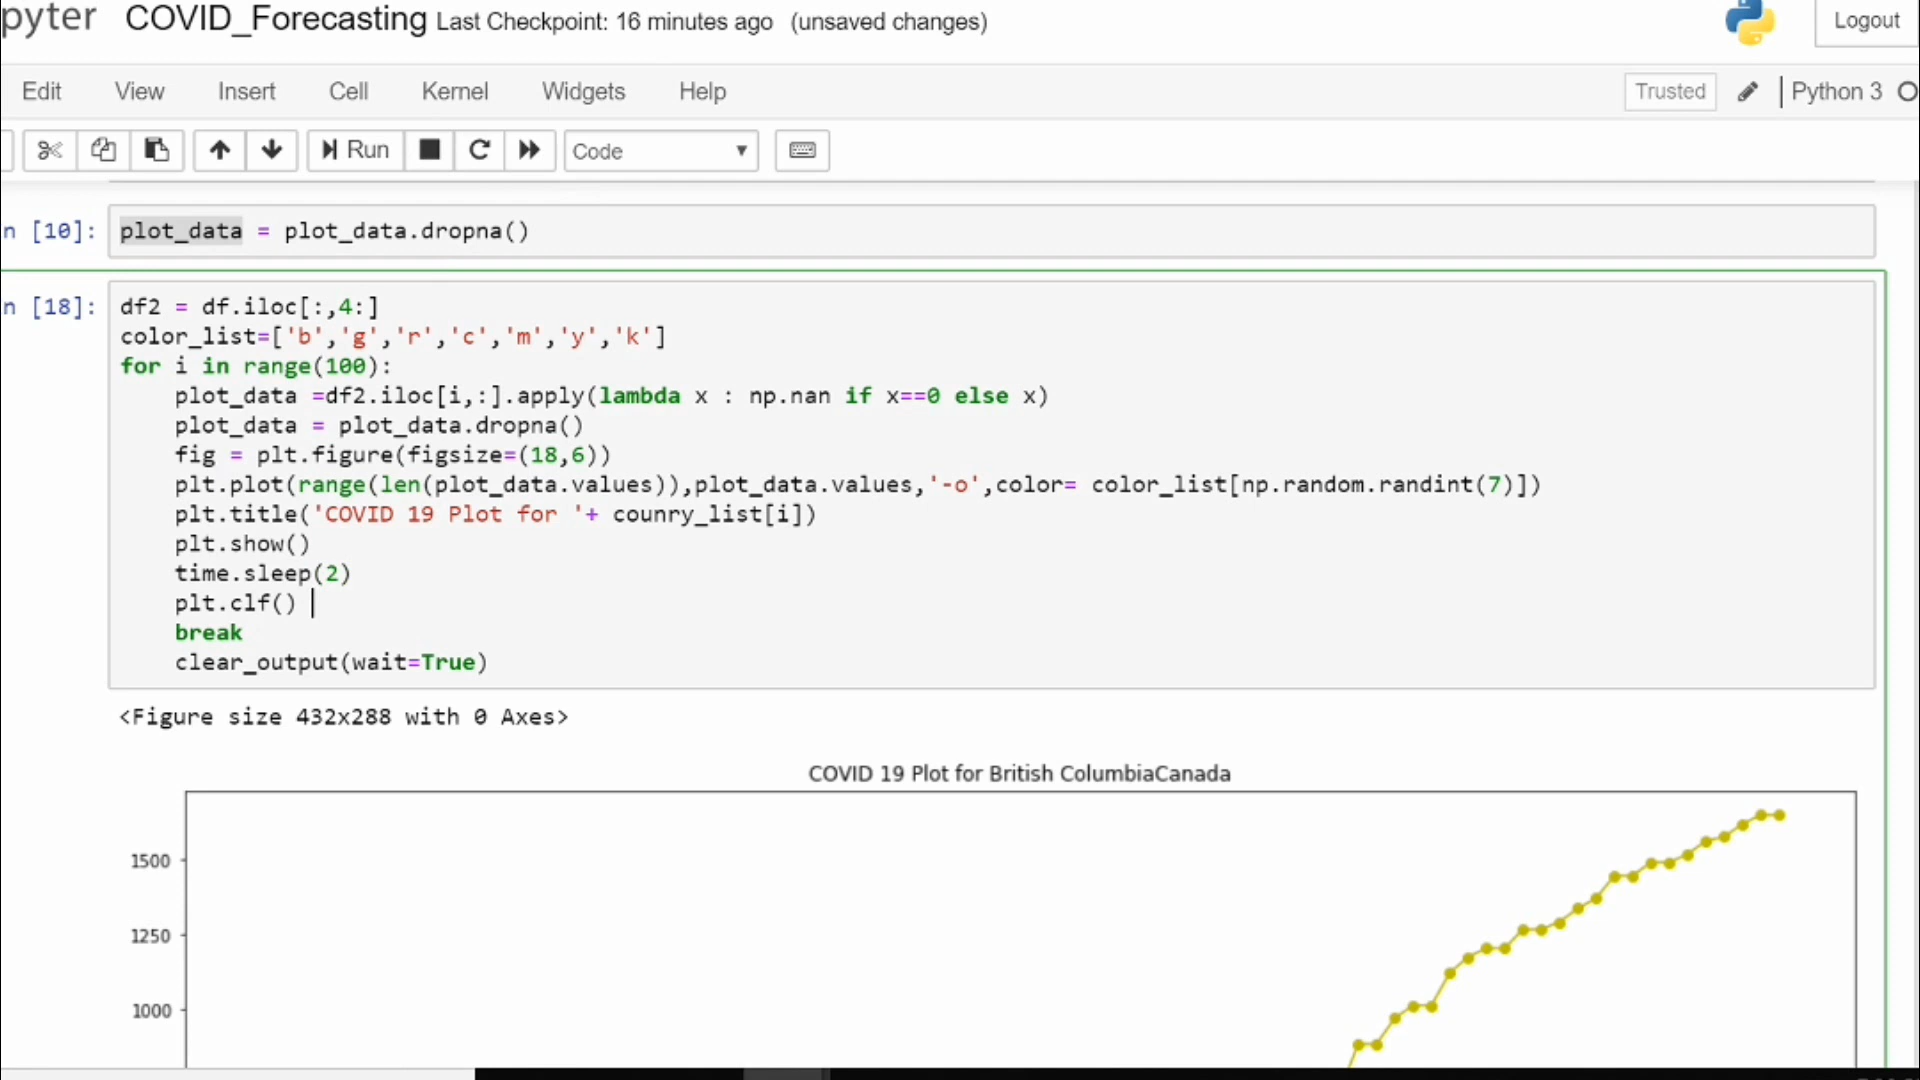 pyter COVID_Forecasting Last Checkpoint: 16 minutes ago (unsaved changes) Logout
Edit View Insert Cell Kernel Widgets Help Trusted Python 3
Run Code
n [10]: plot_data = plot_data.dropna()
n [18]: df2 = df.iloc[:,4:]
color_list=['b','g','r','c','m','y','k']
for i in range(100):
plot_data =df2.iloc[i,:].apply(lambda x : np.nan if x==0 else x)
plot_data = plot_data.dropna()
fig = plt.figure(figsize=(18,6))
plt.plot(range(len(plot_data.values)),plot_data.values,'-o',color= color_list[np.random.randint(7)])
plt.title('COVID 19 Plot for '+ counry_list[i])
plt.show()
time.sleep(2)
plt.clf()
break
clear_output(wait=True)
<Figure size 432x288 with 0 Axes>
COVID 19 Plot for British ColumbiaCanada
1500
1250
1000